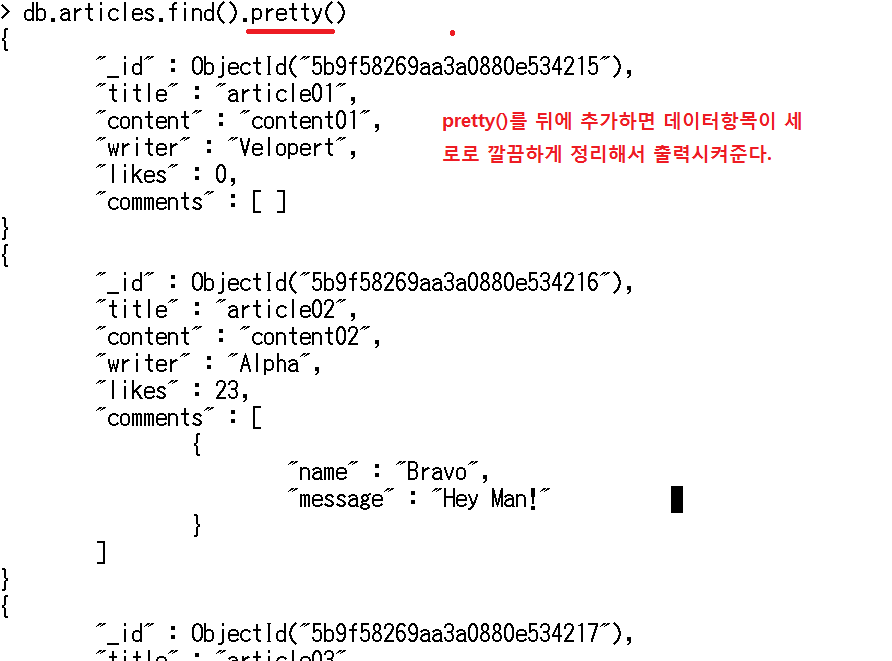 > db.articles.find().pretty()
{
"_id" : ObjectId("5b9f58269aa3a0880e534215"),
"title" : "article01",
"content" : "content01",
"writer" : "Velopert",
"likes" : 0,
"comments" : [ ]
}
pretty()를 뒤에 추가하면 데이터항목이 세
로로 깔끔하게 정리해서 출력시켜준다.
{
"_id" : ObjectId("5b9f58269aa3a0880e534216"),
"title" : "article02",
"content" : "content02",
"writer" : "Alpha",
"likes" : 23,
"comments" : [
{
"name" : "Bravo",
"message" : "Hey Man!"
}
]
}
{
"_id" : ObjectId("5b9f58269aa3a0880e534217"),
"title" : "article03",